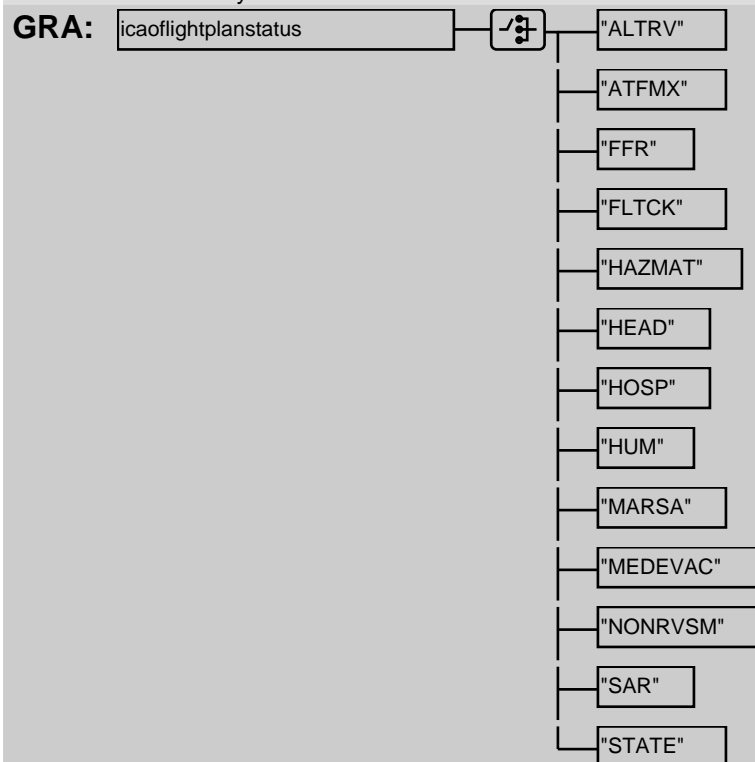 GRA: icaoflightplanstatus "ALTRV"
"ATFMX"
"FFR"
"FLTCK"
"HAZMAT"
"HEAD"
"HOSP"
"HUM"
"MARSA"
"MEDEVAC"
"NONRVSM"
"SAR"
"STATE"